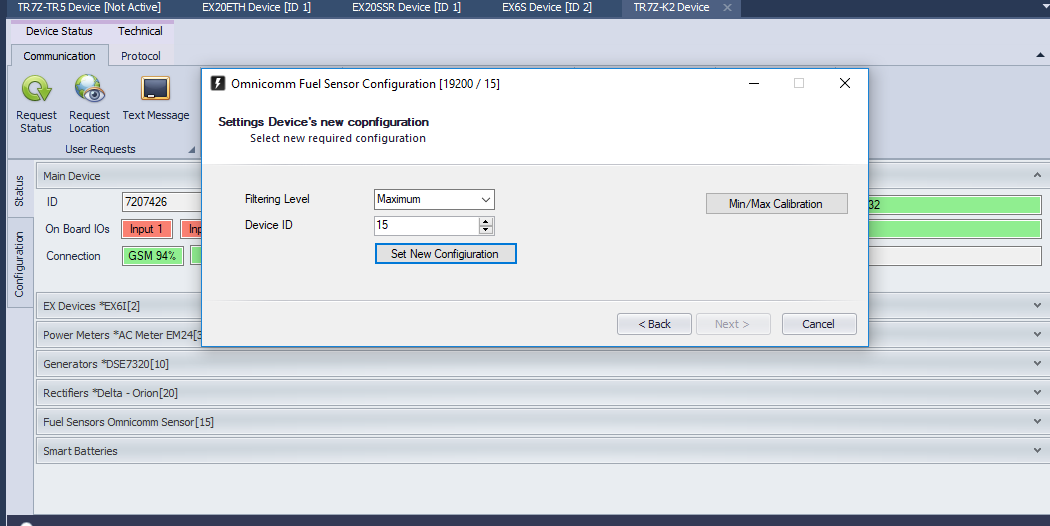 TR7Z-TR5 Device [Not Active] EX20ETH Device [ID 1] EX20SSR Device [ID 1] EX6S Device [ID 2] TR7Z-K2 Device
Device Status Technical
Communication Protocol
Request Status Request Location Text Message
User Requests
Omnicomm Fuel Sensor Configuration [19200 / 15]
Settings Device's new copnfiguration
Select new required configuration
Filtering Level Maximum
Min/Max Calibration
Device ID 15
Set New Configiuration
< Back Next > Cancel
Status
Configuration
Main Device
ID 7207426 32
On Board IOs Input 1 Inp
Connection GSM 94%
EX Devices *EX6I[2]
Power Meters *AC Meter EM24[3
Generators *DSE7320[10]
Rectifiers *Delta - Orion[20]
Fuel Sensors Omnicomm Sensor[15]
Smart Batteries